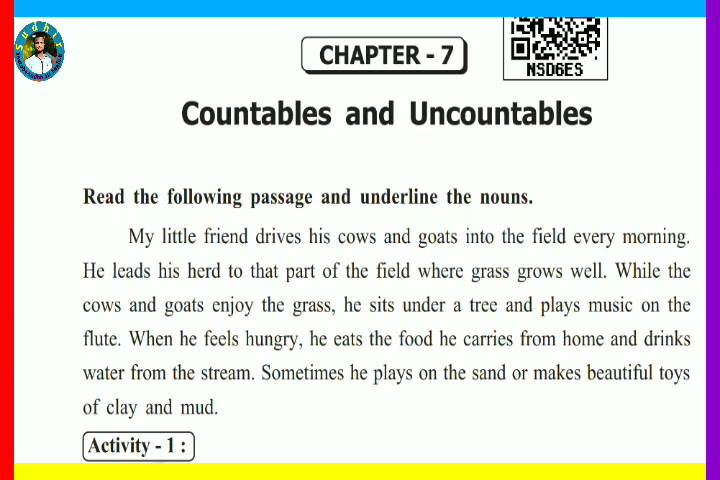 Sudhir
CHAPTER - 7
NSD6ES
Countables and Uncountables
Read the following passage and underline the nouns.
My little friend drives his cows and goats into the field every morning.
He leads his herd to that part of the field where grass grows well. While the
cows and goats enjoy the grass, he sits under a tree and plays music on the
flute. When he feels hungry, he eats the food he carries from home and drinks
water from the stream. Sometimes he plays on the sand or makes beautiful toys
of clay and mud.
Activity - 1 :